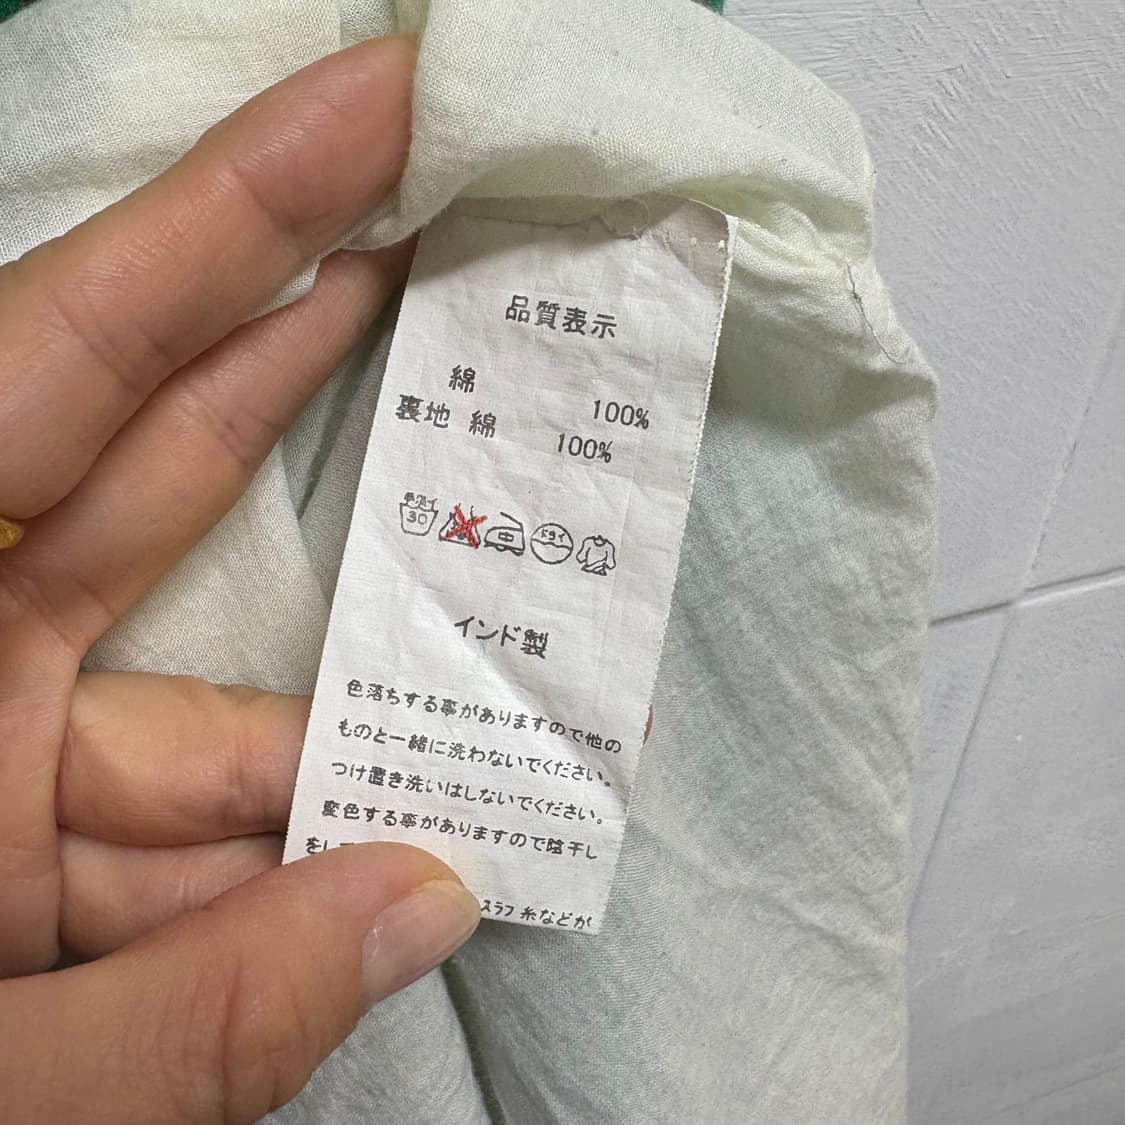 品質表示
綿 100%
裏地 綿 100%
手洗イ
30
中
ドライ
インド製
色落ちする事がありますので他の
ものと一緒に洗わないでください。
つけ置き洗いはしないでください。
変色する事がありますので陰干し
をし
スラブ 糸などが